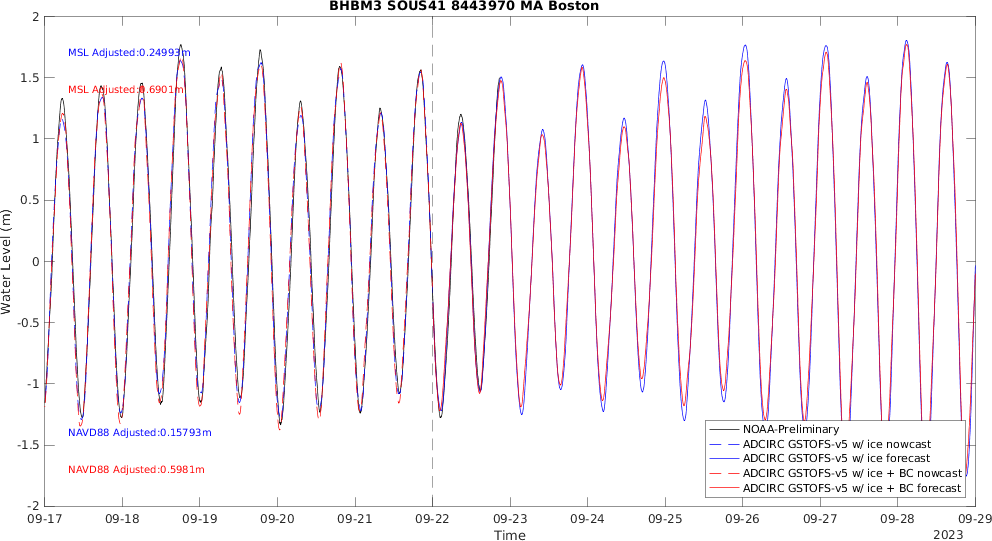 BHBM3 SOUS41 8443970 MA Boston
MSL Adjusted:0.24993m
MSL Adjusted:0.6901m
NAVD88 Adjusted:0.15793m
NAVD88 Adjusted:0.5981m
Water Level (m)
2
1.5
1
0.5
0
-0.5
-1
-1.5
-2
NOAA-Preliminary
ADCIRC GSTOFS-v5 w/ ice nowcast
ADCIRC GSTOFS-v5 w/ ice forecast
ADCIRC GSTOFS-v5 w/ ice + BC nowcast
ADCIRC GSTOFS-v5 w/ ice + BC forecast
09-17 09-18 09-19 09-20 09-21 09-22 09-23 09-24 09-25 09-26 09-27 09-28 09-29
Time
2023